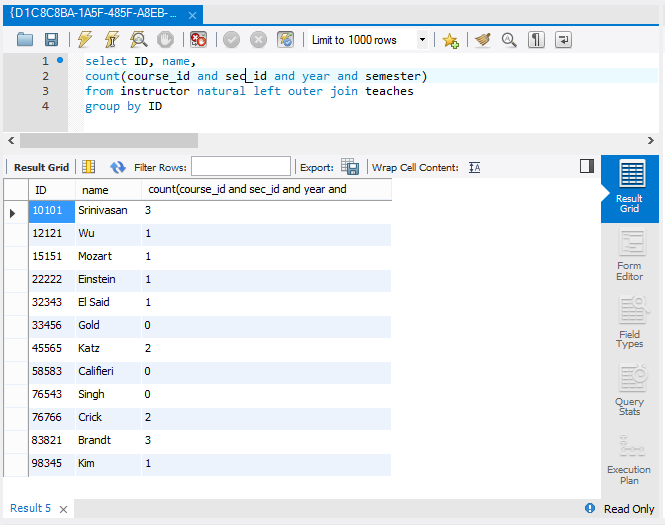 {D1C8C8BA-1A5F-485F-A8EB- ×
Limit to 1000 rows
1 select ID, name,
2 count(course_id and sec_id and year and semester)
3 from instructor natural left outer join teaches
4 group by ID
Result Grid Filter Rows: Export: Wrap Cell Content: IA
ID name count(course_id and sec_id and year and
10101 Srinivasan 3
12121 Wu 1
15151 Mozart 1
22222 Einstein 1
32343 El Said 1
33456 Gold 0
45565 Katz 2
58583 Califieri 0
76543 Singh 0
76766 Crick 2
83821 Brandt 3
98345 Kim 1
Result
Grid
Form
Editor
Field
Types
Query
Stats
Execution
Plan
Result 5 × Read Only